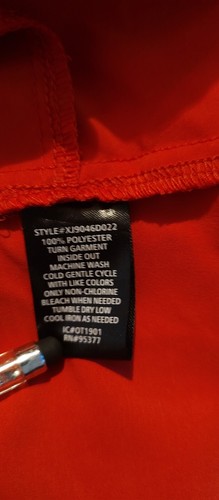 STYLE#XJ9046D022
100% POLYESTER
TURN GARMENT
INSIDE OUT
MACHINE WASH
COLD GENTLE CYCLE
WITH LIKE COLORS
ONLY NON-CHLORINE
BLEACH WHEN NEEDED
TUMBLE DRY LOW
COOL IRON AS NEEDED
IC#OT1901
RN#95377